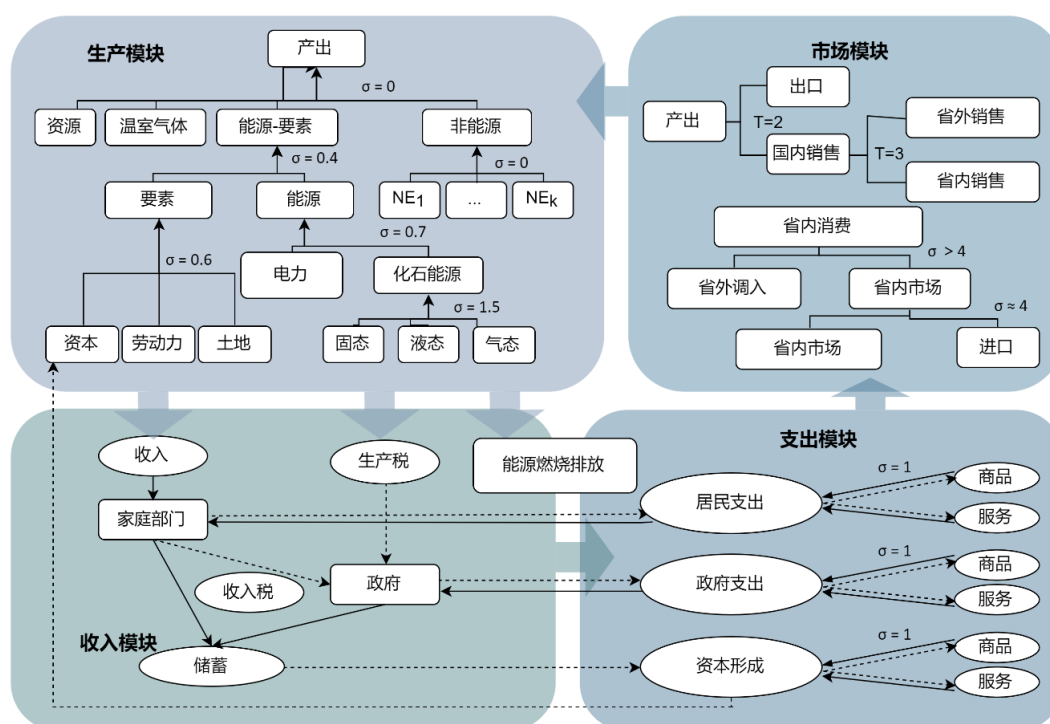 生产模块
产出
σ = 0
资源
温室气体
能源-要素
非能源
σ = 0.4
σ = 0
要素
能源
NE1
...
NEk
σ = 0.7
σ = 0.6
电力
化石能源
σ = 1.5
资本
劳动力
土地
固态
液态
气态
市场模块
产出
出口
T=2
国内销售
T=3
省外销售
省内销售
省内消费
σ > 4
省外调入
省内市场
σ ≈ 4
省内市场
进口
收入
生产税
能源燃烧排放
家庭部门
收入税
政府
收入模块
储蓄
支出模块
居民支出
σ = 1
商品
服务
政府支出
σ = 1
商品
服务
资本形成
σ = 1
商品
服务